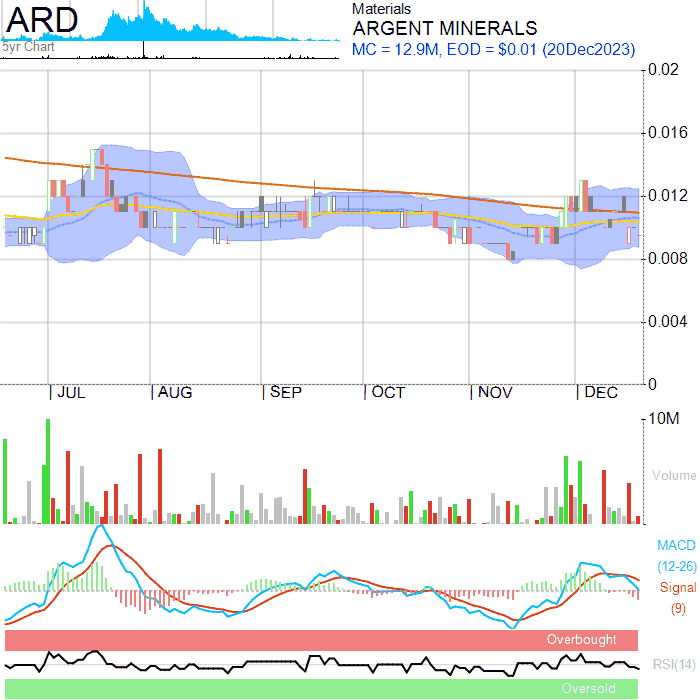 ARD
5yr Chart
Materials
ARGENT MINERALS
MC = 12.9M, EOD = $0.01 (20Dec2023)
0.02
0.016
0.012
0.008
0.004
0
JUL AUG SEP OCT NOV DEC
10M
Volume
MACD
(12-26)
Signal
(9)
Overbought
RSI(14)
Oversold